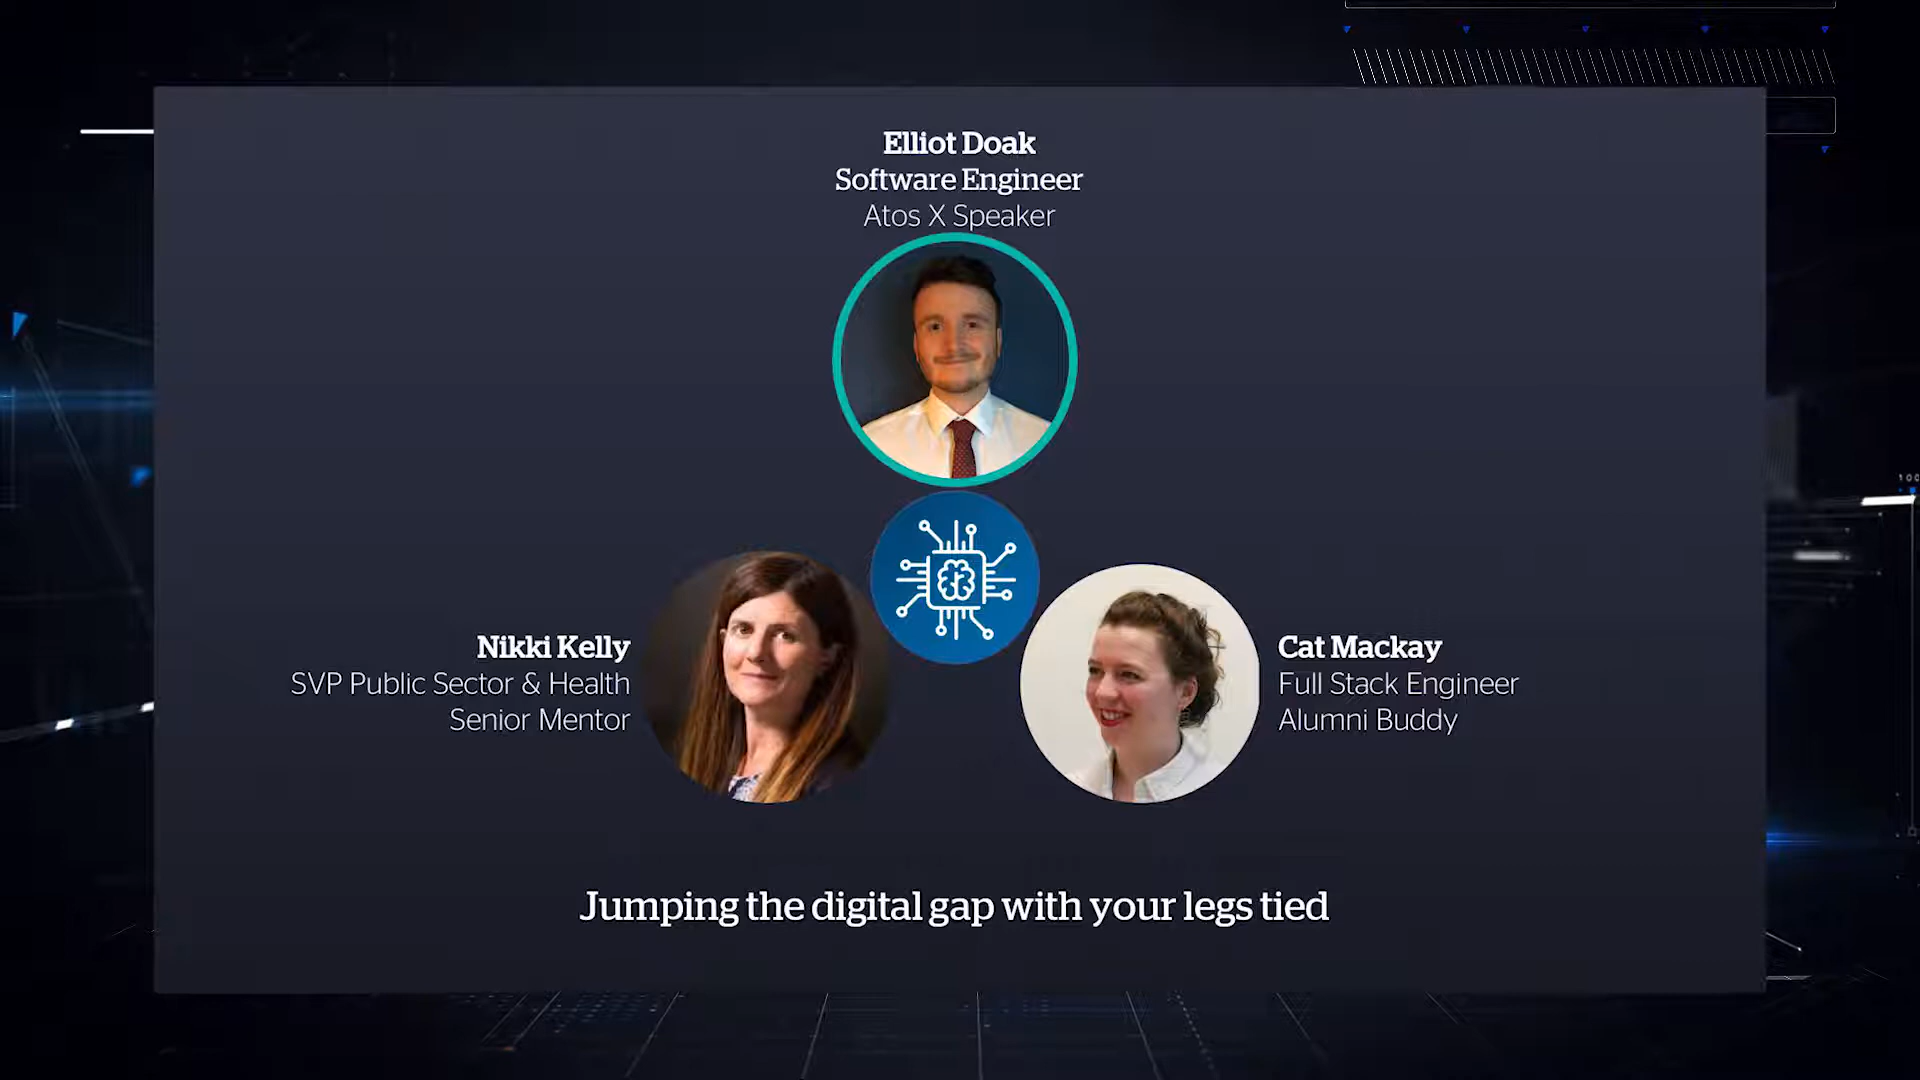 Elliot Doak
Software Engineer
Atos X Speaker
Nikki Kelly
SVP Public Sector & Health
Senior Mentor
Cat Mackay
Full Stack Engineer
Alumni Buddy
Jumping the digital gap with your legs tied
100